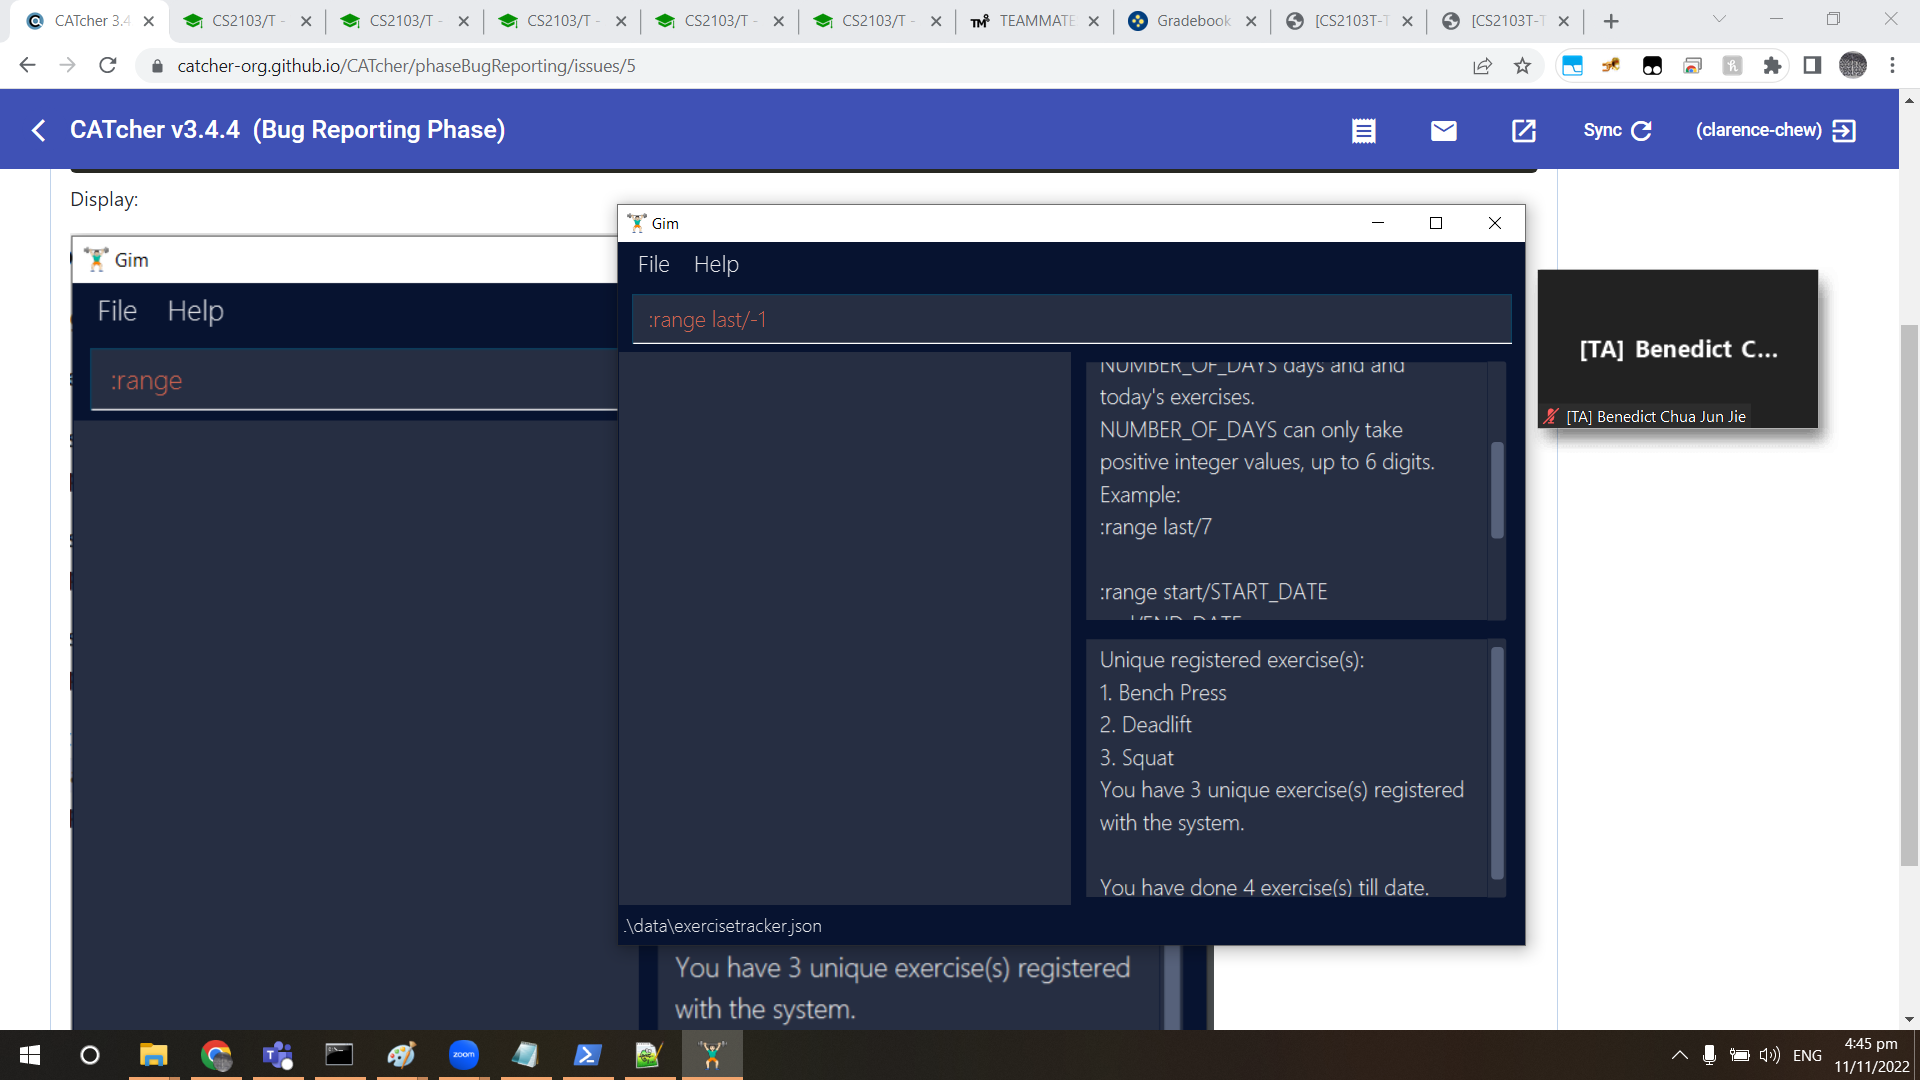 CATcher 3.4
CS2103/T -
CS2103/T -
CS2103/T -
CS2103/T -
CS2103/T -
TEAMMATE
Gradebook
[CS2103T-T
[CS2103T-T
catcher-org.github.io/CATcher/phaseBugReporting/issues/5
CATcher v3.4.4 (Bug Reporting Phase)
Sync
(clarence-chew)
Display:
Gim
File Help
:range
Gim
File Help
:range last/-1
NUMBER_OF_DAYS days and and
today's exercises.
NUMBER_OF_DAYS can only take
positive integer values, up to 6 digits.
Example:
:range last/7
:range start/START_DATE
Unique registered exercise(s):
1. Bench Press
2. Deadlift
3. Squat
You have 3 unique exercise(s) registered
with the system.
You have done 4 exercise(s) till date.
.\data\exercisetracker.json
[TA] Benedict C...
[TA] Benedict Chua Jun Jie
You have 3 unique exercise(s) registered
with the system.
zoom
ENG
4:45 pm
11/11/2022